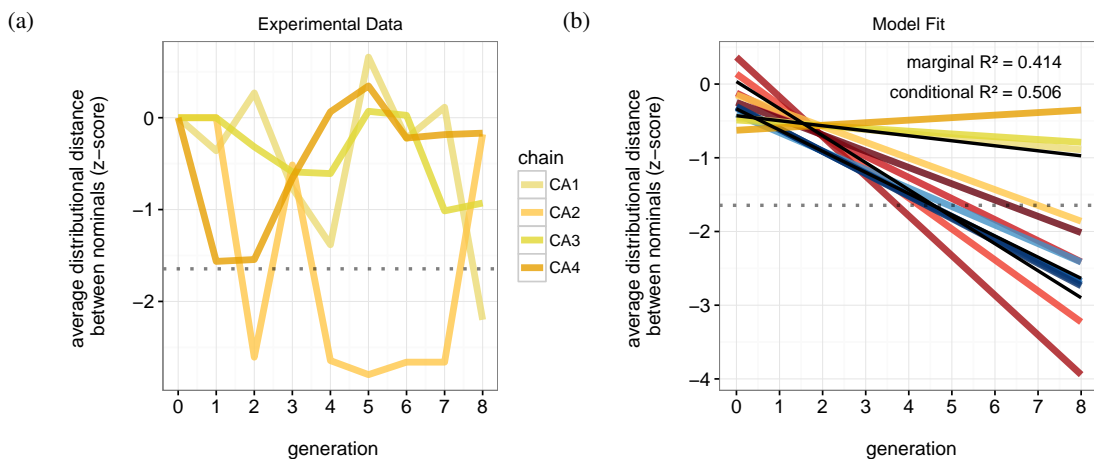 (a)
Experimental Data
average distributional distance
between nominals (z−score)
0
−1
−2
0 1 2 3 4 5 6 7 8
generation
chain
CA1
CA2
CA3
CA4
(b)
Model Fit
marginal R² = 0.414
conditional R² = 0.506
average distributional distance
between nominals (z−score)
0
−1
−2
−3
−4
0 1 2 3 4 5 6 7 8
generation